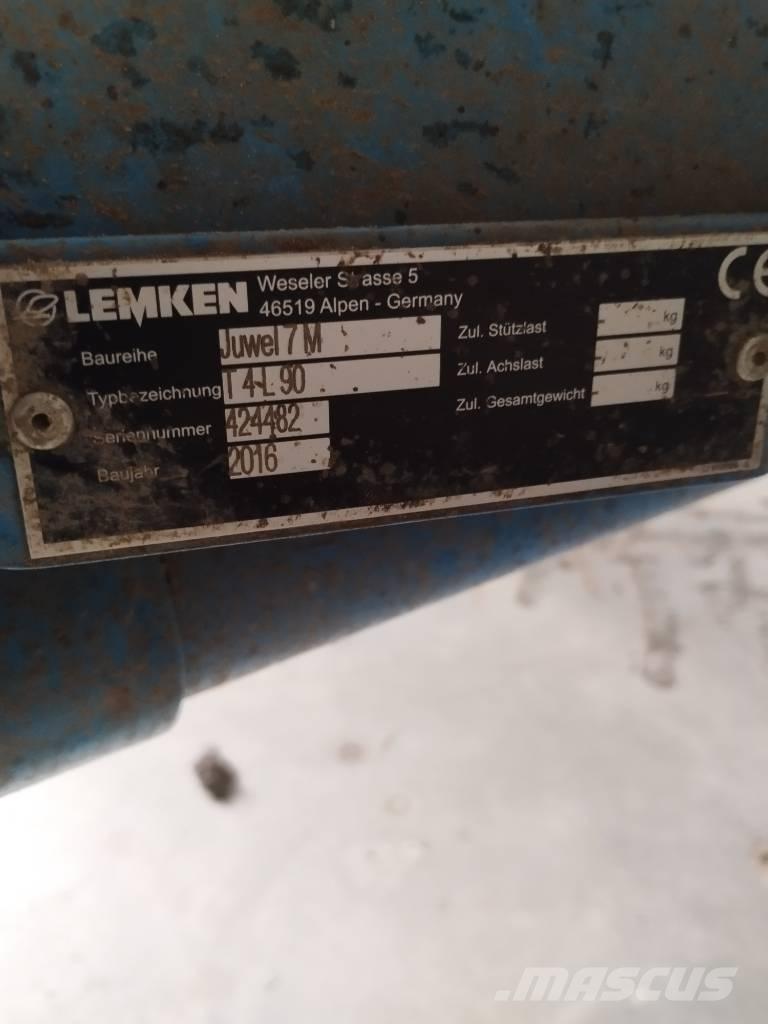 LEMKEN Weseler Strasse 5
46519 Alpen - Germany
CE
Baureihe Juwel 7 M
Typbezeichnung T 4-L 90
Seriennummer 424482
Baujahr 2016
Zul. Stützlast - kg
Zul. Achslast - kg
Zul. Gesamtgewicht - kg
MASCUS